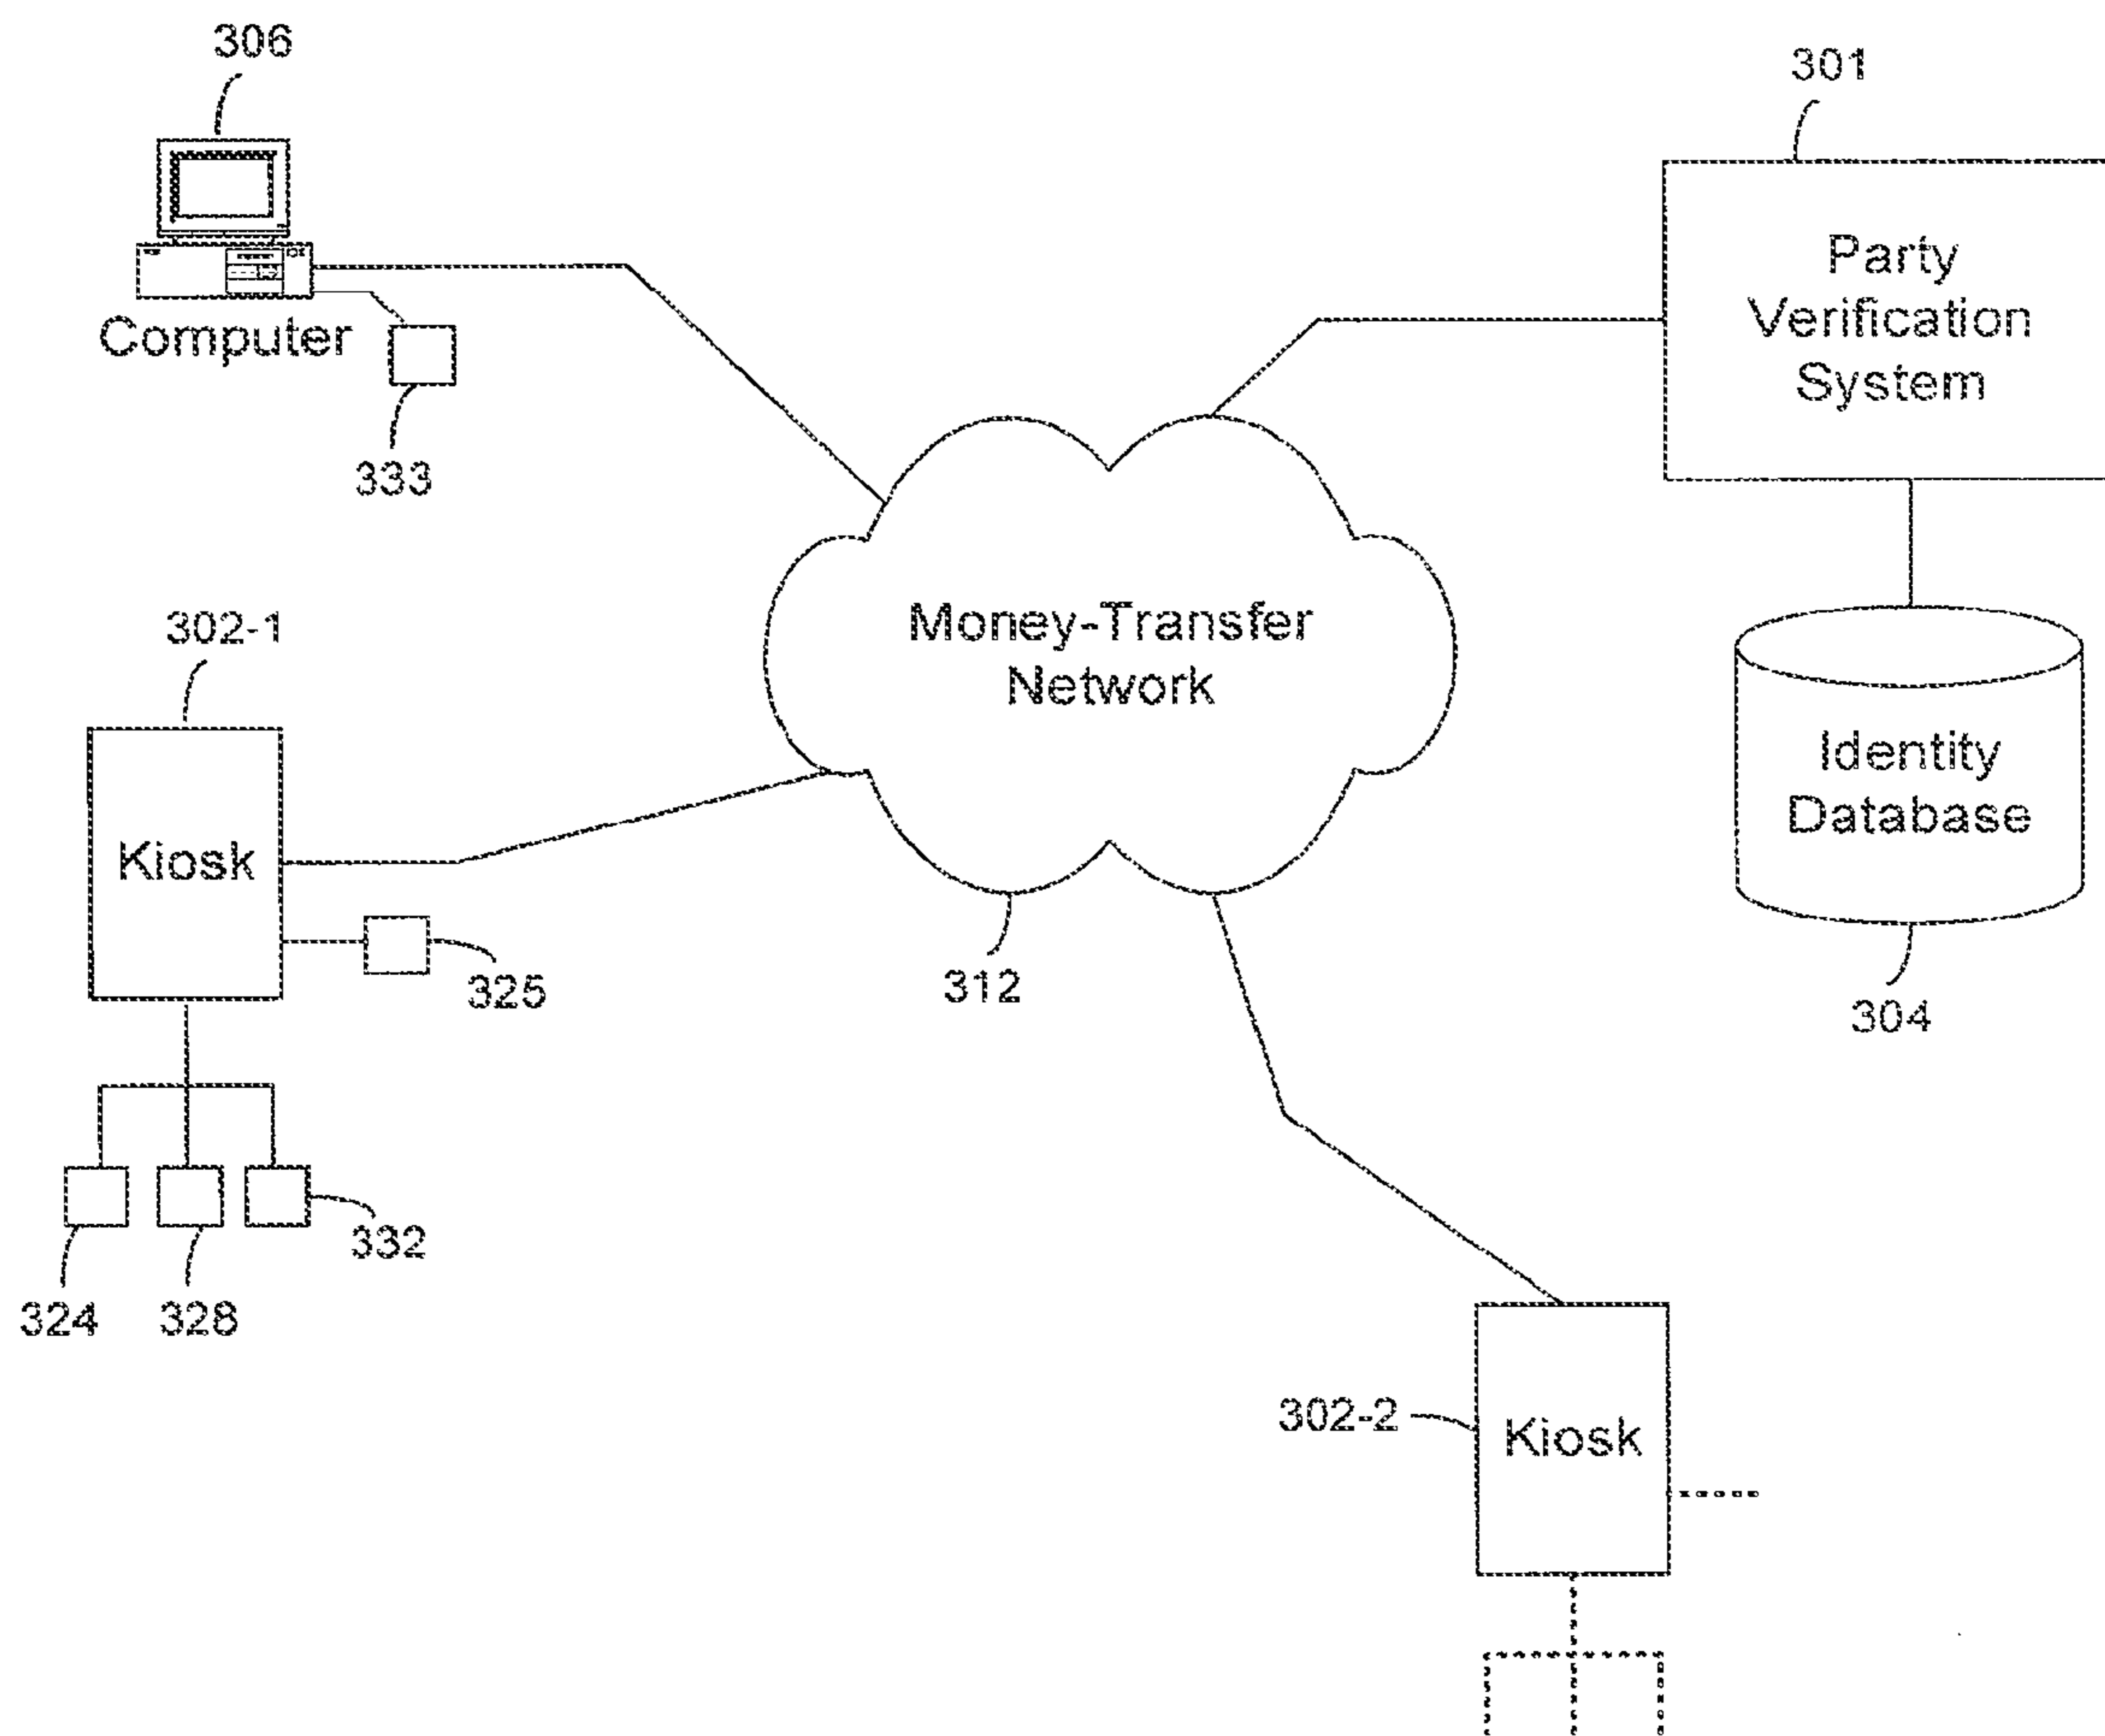 306
301
Party
Verification
System
Computer
333
302-1
Money-Transfer
Network
Identity
Database
Kiosk
325
312
304
332
324
328
302-2
Kiosk